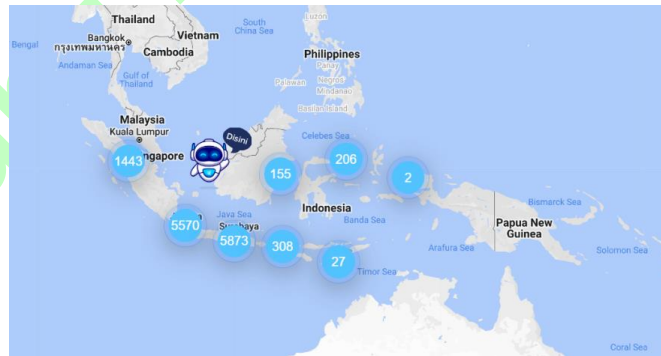 Luzon
Thailand
South
China Sea
Bangkok
Vietnam
กรุงเทพมหานคร
Cambodia
Bengal
Andaman Sea
Gulf of
Thailand
Philippines
Panay
Palawan
Negros
Mindanao
Malaysia
Kuala Lumpur
Celebes Sea
Disini
1443
ngapore
155
206
2
Indonesia
Java Sea
Banda Sea
Bismarck Sea
Papua New
Guinea
5570
5873
308
27
Arafura Sea
Solomon Sea
Timor Sea
Coral Sea